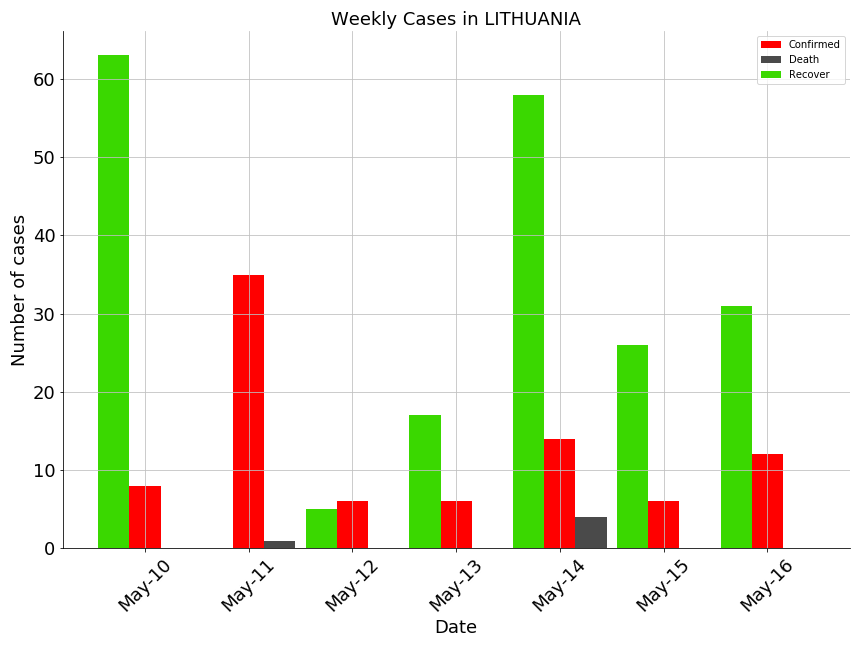 Weekly Cases in LITHUANIA
Confirmed
Death
Recover
Number of cases
60
50
40
30
20
10
0
May-10
May-11
May-12
May-13
May-14
May-15
May-16
Date